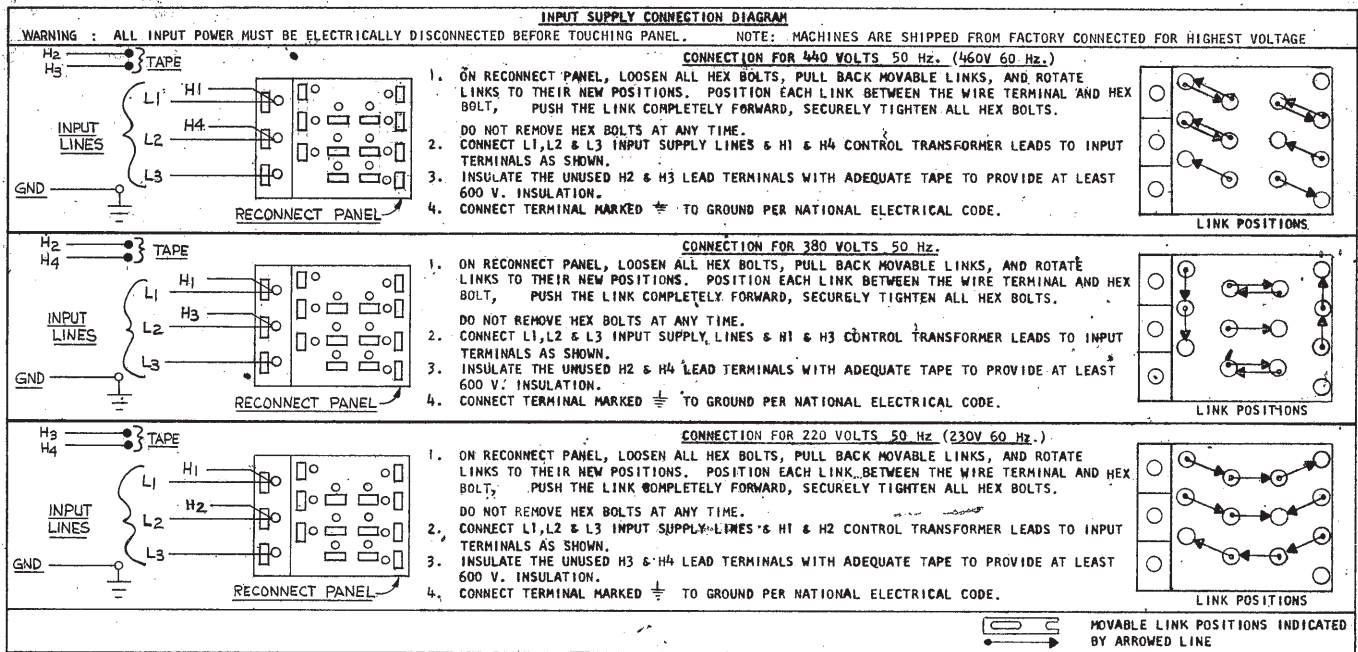 INPUT SUPPLY CONNECTION DIAGRAM
WARNING : ALL INPUT POWER MUST BE ELECTRICALLY DISCONNECTED BEFORE TOUCHING PANEL. NOTE: MACHINES ARE SHIPPED FROM FACTORY CONNECTED FOR HIGHEST VOLTAGE
H2
H3
TAPE
L1
H1
L2
H4
L3
INPUT
LINES
GND
RECONNECT PANEL
CONNECTION FOR 440 VOLTS 50 Hz. (460V 60 Hz.)
1. ON RECONNECT PANEL, LOOSEN ALL HEX BOLTS, PULL BACK MOVABLE LINKS, AND ROTATE
LINKS TO THEIR NEW POSITIONS. POSITION EACH LINK BETWEEN THE WIRE TERMINAL AND HEX
BOLT, PUSH THE LINK COMPLETELY FORWARD, SECURELY TIGHTEN ALL HEX BOLTS.
DO NOT REMOVE HEX BOLTS AT ANY TIME.
2. CONNECT L1,L2 & L3 INPUT SUPPLY LINES & H1 & H4 CONTROL TRANSFORMER LEADS TO INPUT
TERMINALS AS SHOWN.
3. INSULATE THE UNUSED H2 & H3 LEAD TERMINALS WITH ADEQUATE TAPE TO PROVIDE AT LEAST
600 V. INSULATION.
4. CONNECT TERMINAL MARKED ⏚ TO GROUND PER NATIONAL ELECTRICAL CODE.
LINK POSITIONS
H2
H4
TAPE
L1
H1
L2
H3
L3
INPUT
LINES
GND
RECONNECT PANEL
CONNECTION FOR 380 VOLTS 50 Hz.
1. ON RECONNECT PANEL, LOOSEN ALL HEX BOLTS, PULL BACK MOVABLE LINKS, AND ROTATE
LINKS TO THEIR NEW POSITIONS. POSITION EACH LINK BETWEEN THE WIRE TERMINAL AND HEX
BOLT, PUSH THE LINK COMPLETELY FORWARD, SECURELY TIGHTEN ALL HEX BOLTS.
DO NOT REMOVE HEX BOLTS AT ANY TIME.
2. CONNECT L1,L2 & L3 INPUT SUPPLY LINES & H1 & H3 CONTROL TRANSFORMER LEADS TO INPUT
TERMINALS AS SHOWN.
3. INSULATE THE UNUSED H2 & H4 LEAD TERMINALS WITH ADEQUATE TAPE TO PROVIDE AT LEAST
600 V. INSULATION.
4. CONNECT TERMINAL MARKED ⏚ TO GROUND PER NATIONAL ELECTRICAL CODE.
LINK POSITIONS
H3
H4
TAPE
L1
H1
L2
H2
L3
INPUT
LINES
GND
RECONNECT PANEL
CONNECTION FOR 220 VOLTS 50 Hz (230V 60 Hz.)
1. ON RECONNECT PANEL, LOOSEN ALL HEX BOLTS, PULL BACK MOVABLE LINKS, AND ROTATE
LINKS TO THEIR NEW POSITIONS. POSITION EACH LINK BETWEEN THE WIRE TERMINAL AND HEX
BOLT, PUSH THE LINK COMPLETELY FORWARD, SECURELY TIGHTEN ALL HEX BOLTS.
DO NOT REMOVE HEX BOLTS AT ANY TIME.
2. CONNECT L1,L2 & L3 INPUT SUPPLY LINES & H1 & H2 CONTROL TRANSFORMER LEADS TO INPUT
TERMINALS AS SHOWN.
3. INSULATE THE UNUSED H3 & H4 LEAD TERMINALS WITH ADEQUATE TAPE TO PROVIDE AT LEAST
600 V. INSULATION.
4. CONNECT TERMINAL MARKED ⏚ TO GROUND PER NATIONAL ELECTRICAL CODE.
LINK POSITIONS
MOVABLE LINK POSITIONS INDICATED
BY ARROWED LINE